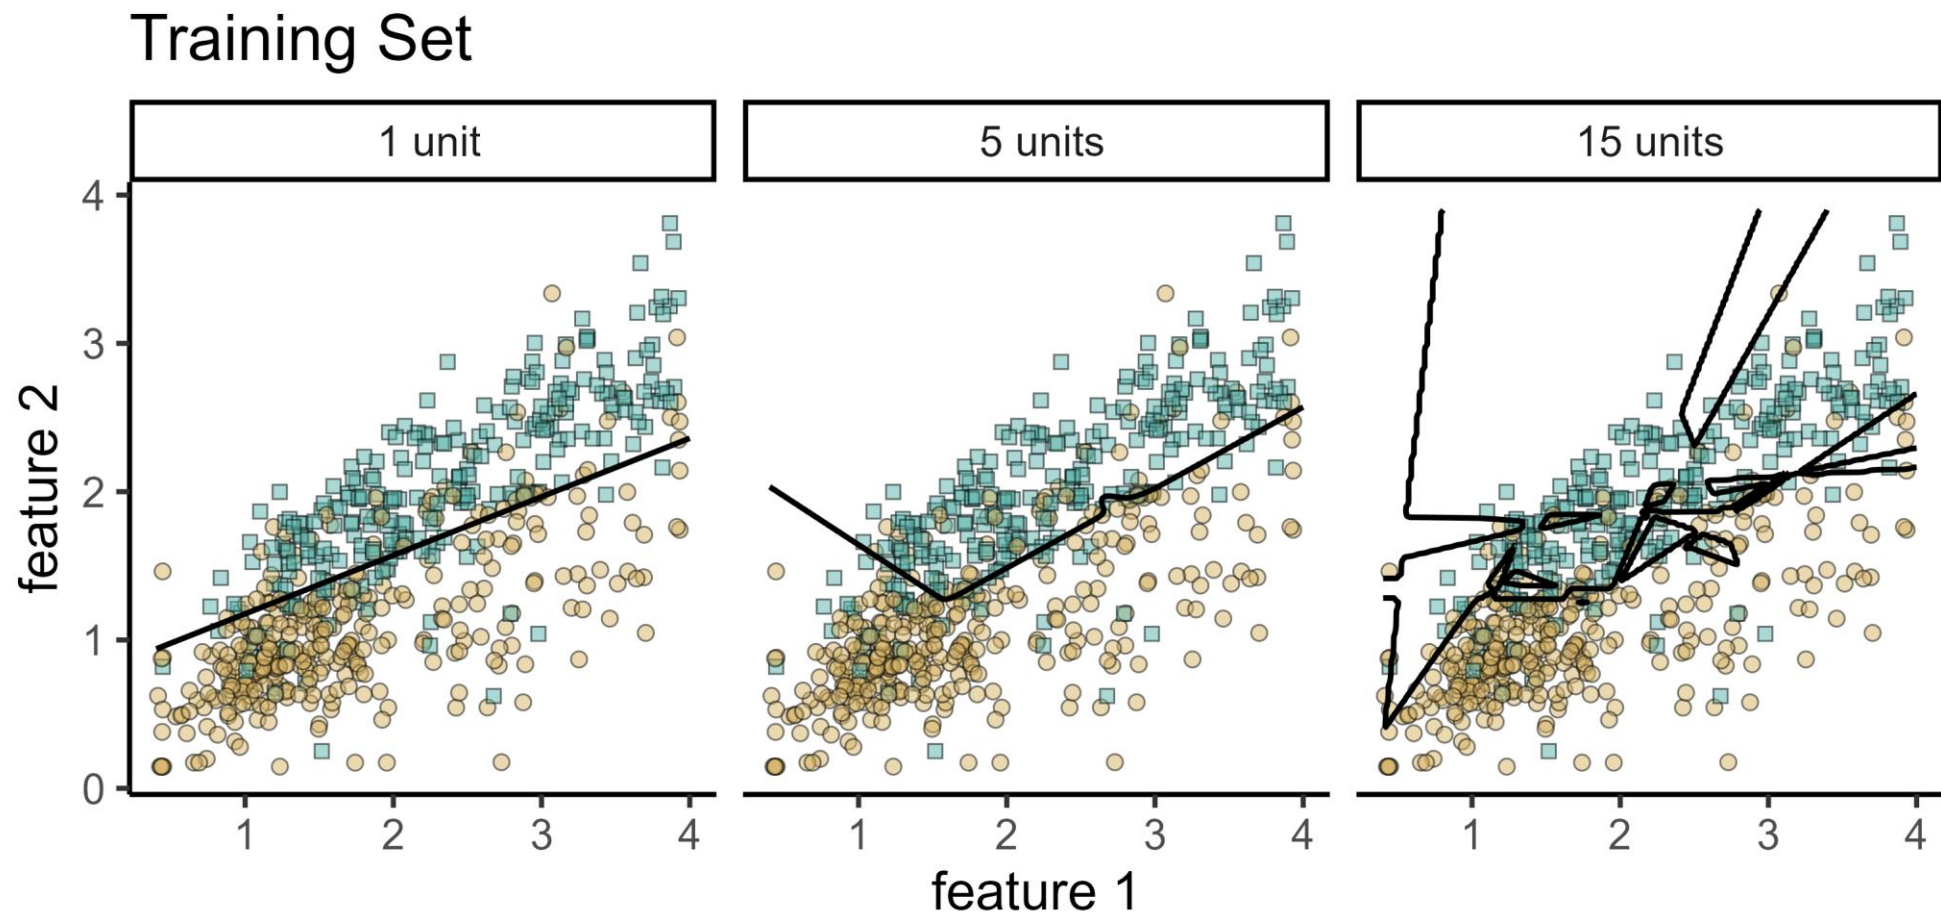 Training Set
1 unit 5 units 15 units
4
3
2
1
0
feature 2
1 2 3 4 1 2 3 4 1 2 3 4
feature 1